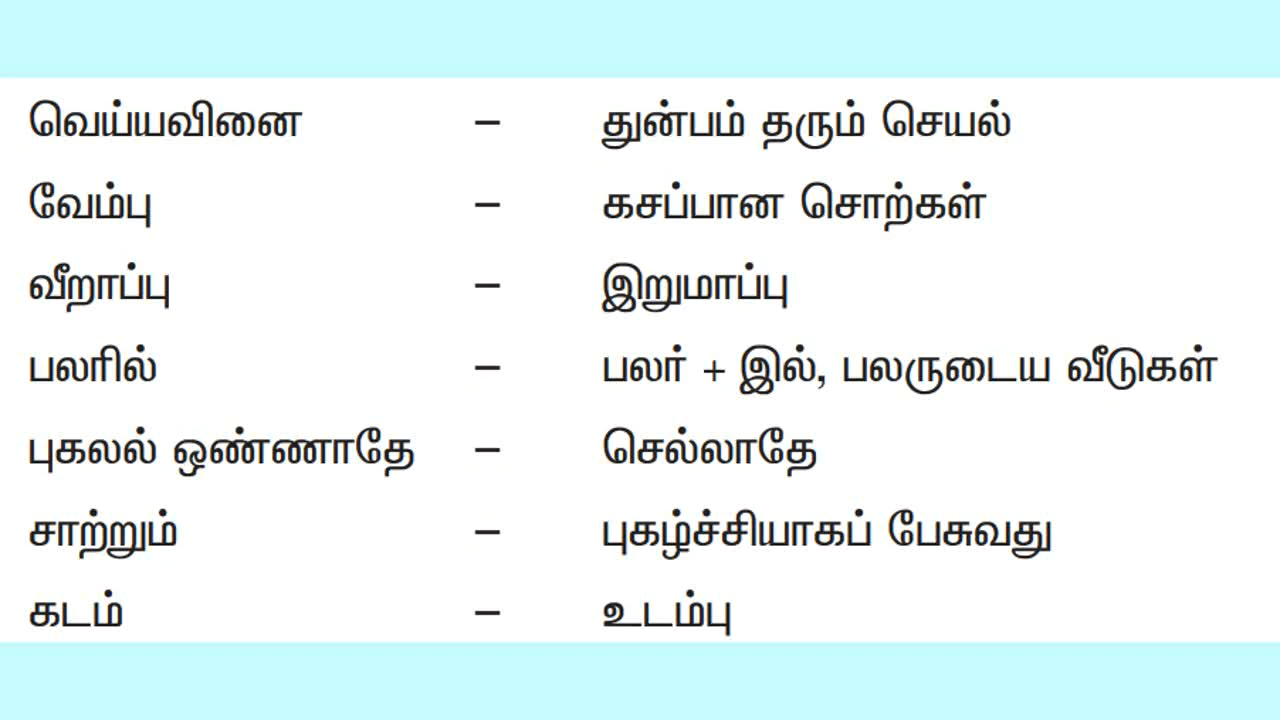 வெய்யவினை – துன்பம் தரும் செயல்
வேம்பு – கசப்பான சொற்கள்
வீறாப்பு – இறுமாப்பு
பலரில் – பலர் + இல், பலருடைய வீடுகள்
புகலல் ஒண்ணாதே – செல்லாதே
சாற்றும் – புகழ்ச்சியாகப் பேசுவது
கடம் – உடம்பு